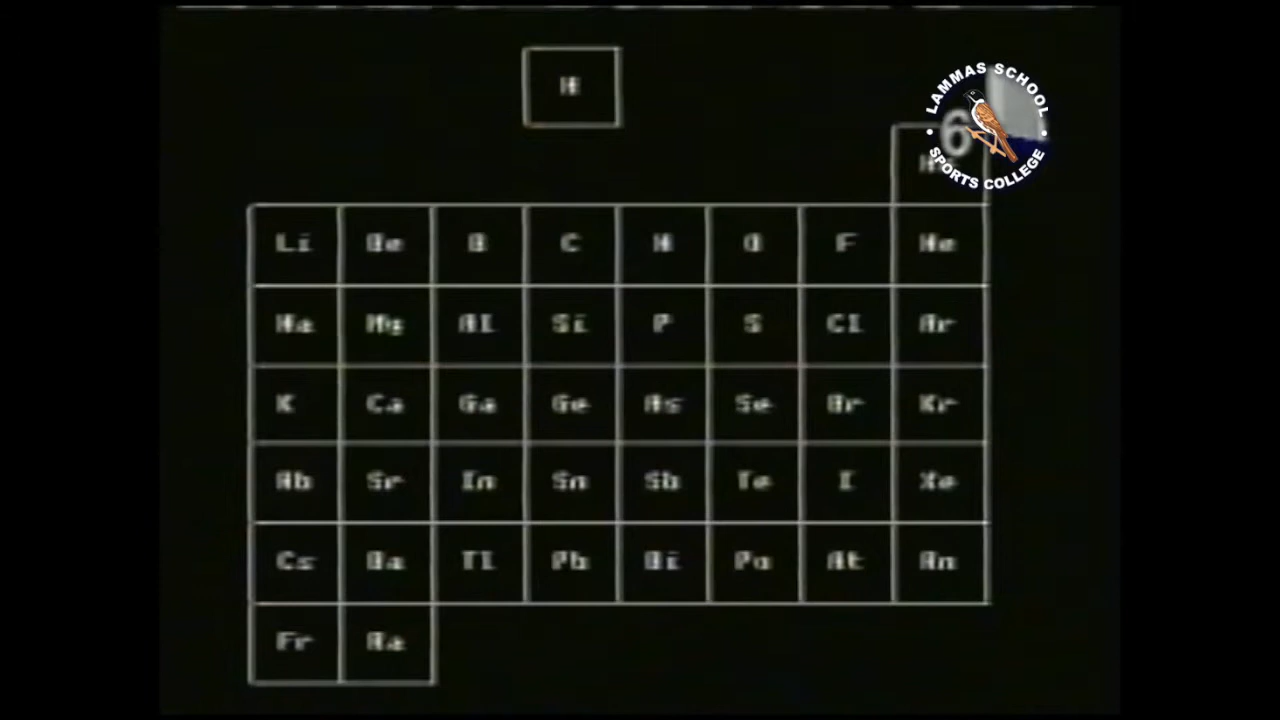 H
LAMMAS SCHOOL
6
He
SPORTS COLLEGE
Li Be B C N O F Ne
Na Mg Al Si P S Cl Ar
K Ca Ga Ge As Se Br Kr
Rb Sr In Sn Sb Te I Xe
Cs Ba Tl Pb Bi Po At Rn
Fr Ra